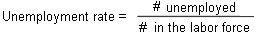 Unemployment rate = # unemployed
# in the labor force